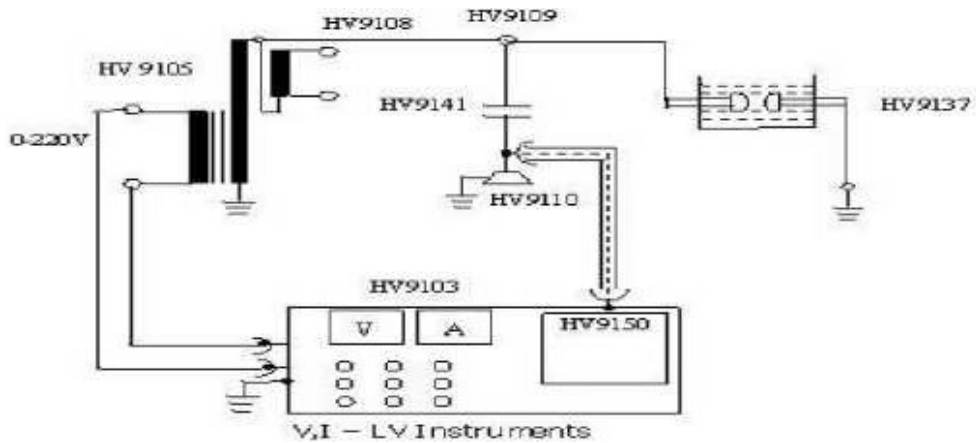 HV9108
HV9109
HV 9105
HV9141
HV9137
0-220V
HV9110
HV9103
HV9150
V
A
V,I - LV Instruments